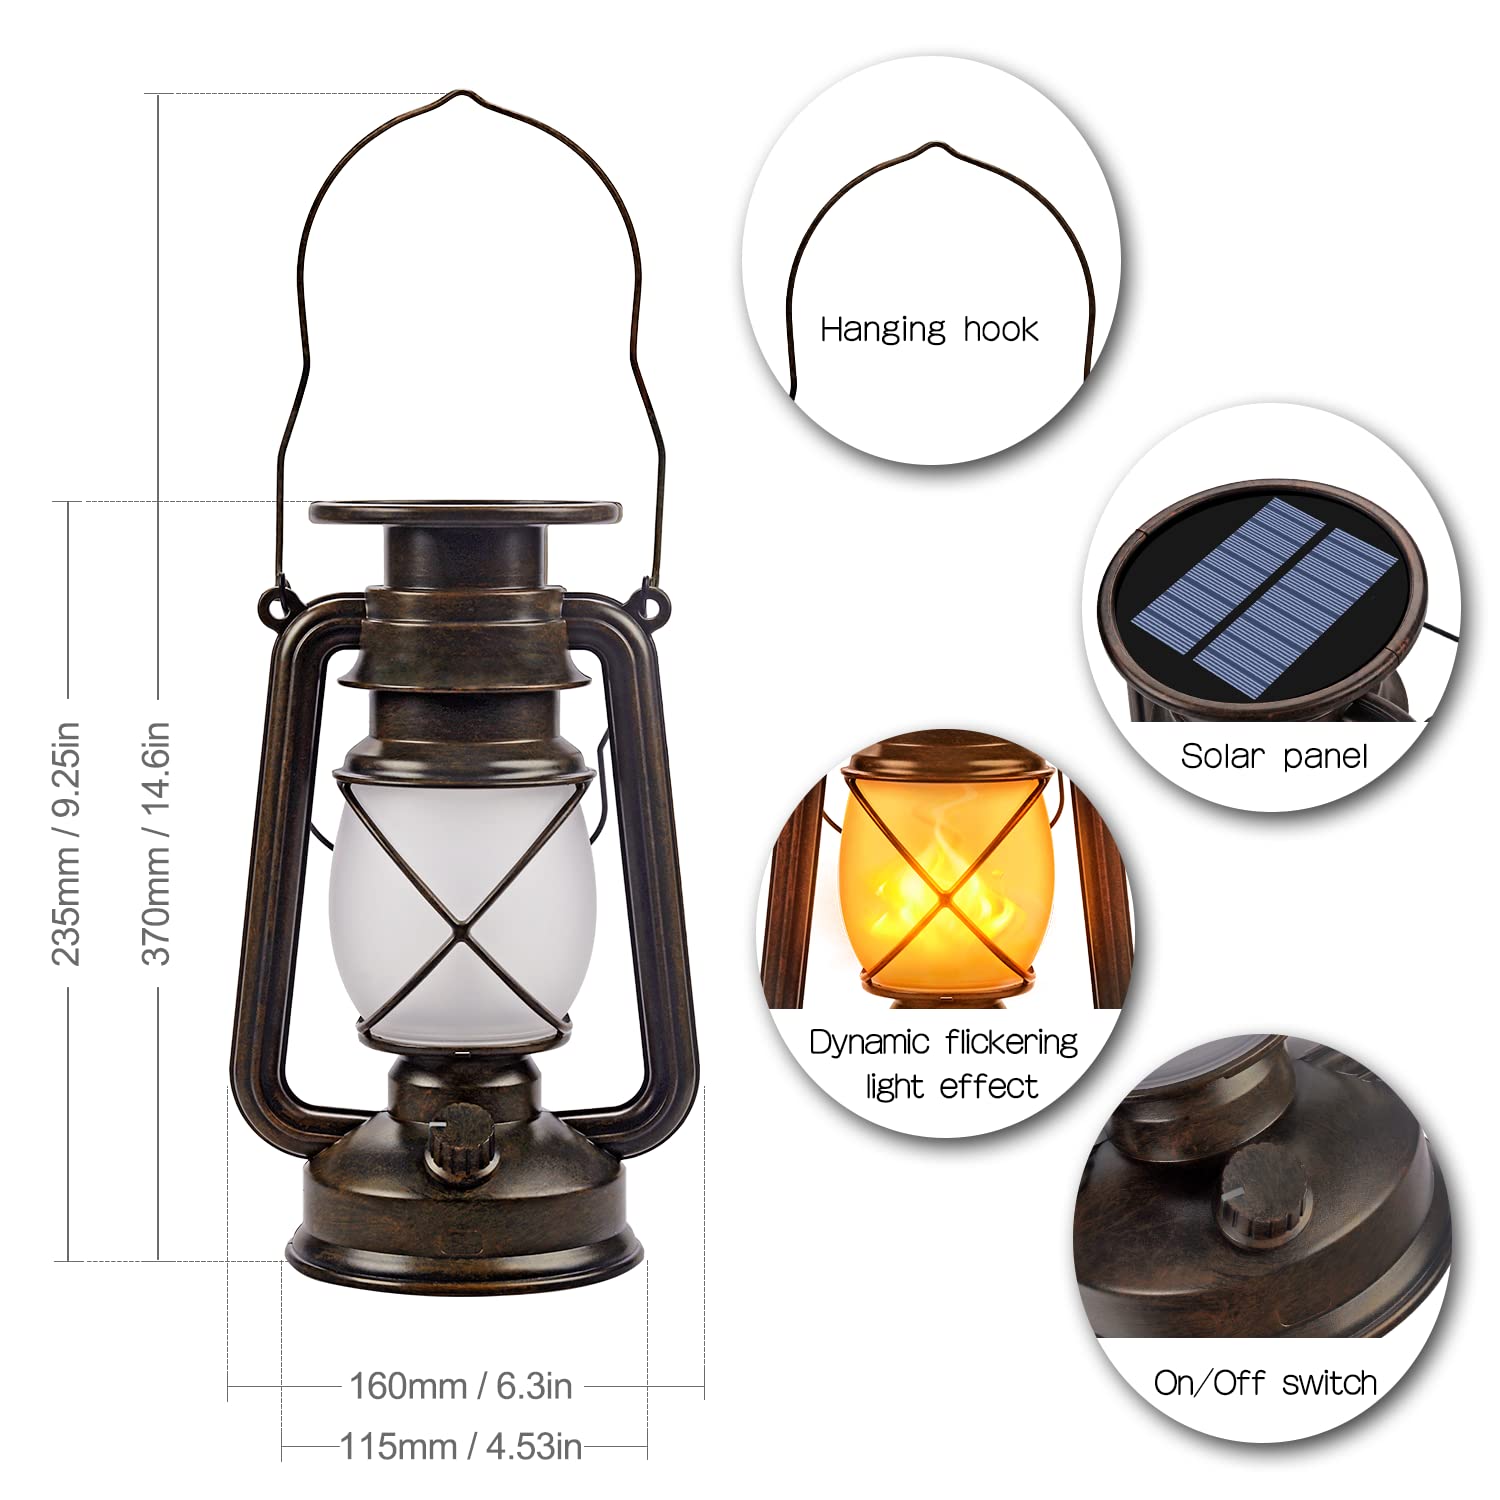 Hanging hook
Solar panel
235mm / 9.25in
370mm / 14.6in
Dynamic flickering
light effect
160mm / 6.3in
115mm / 4.53in
On/Off switch